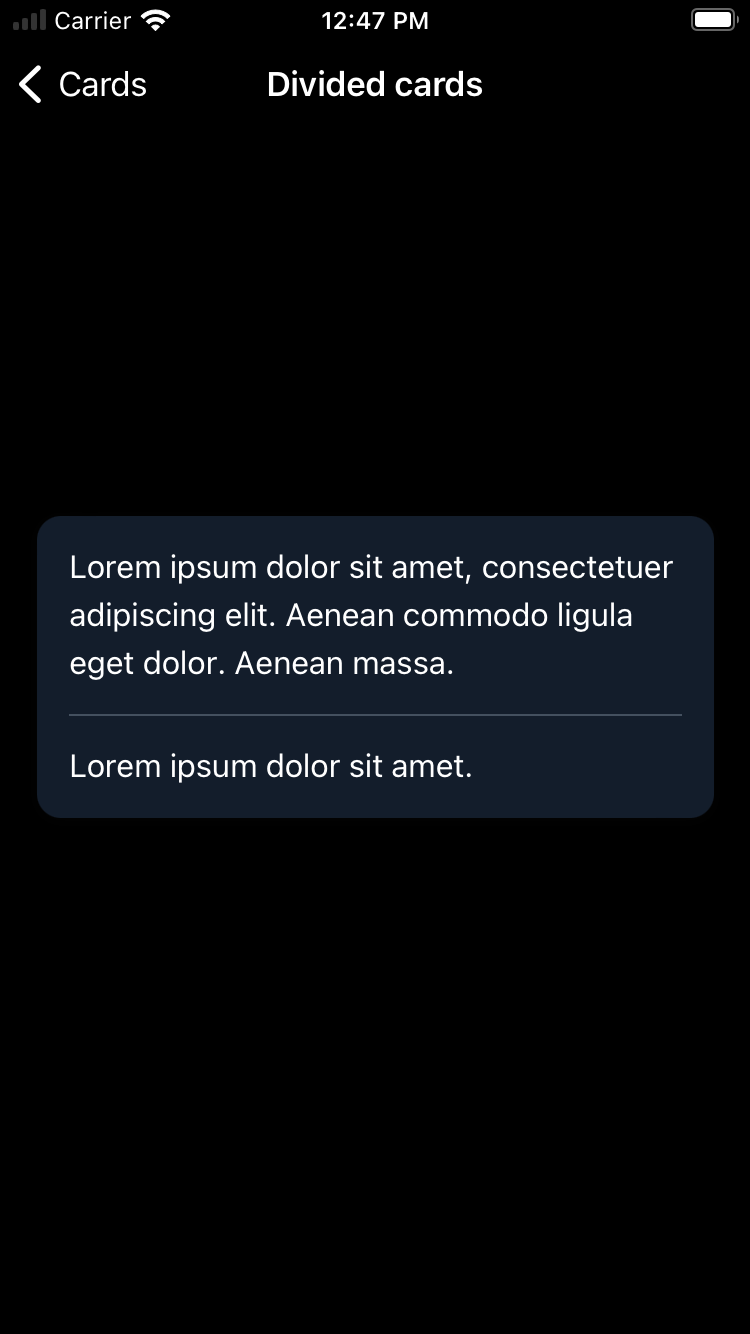 Carrier 12:47 PM
Cards Divided cards
Lorem ipsum dolor sit amet, consectetuer
adipiscing elit. Aenean commodo ligula
eget dolor. Aenean massa.
Lorem ipsum dolor sit amet.